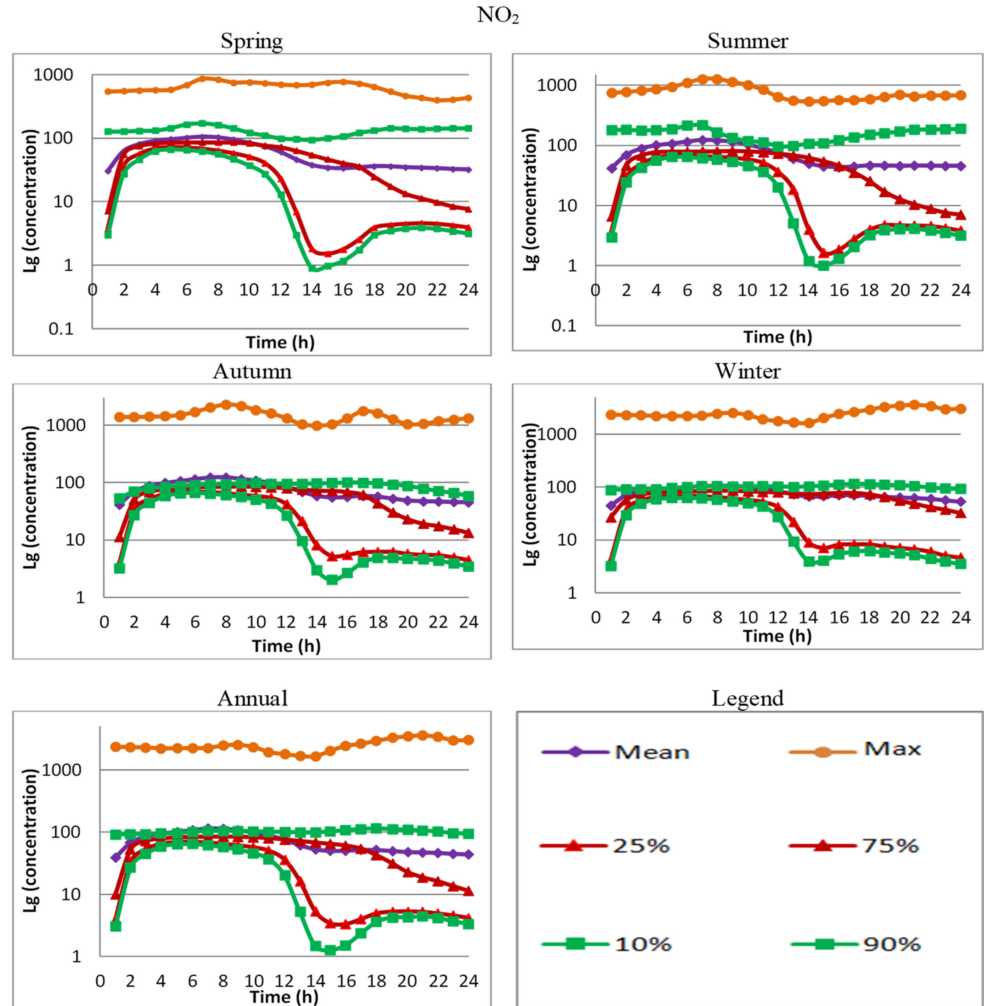 NO₂
Spring
Lg (concentration)
1000
100
10
1
0.1
0 2 4 6 8 10 12 14 16 18 20 22 24
Time (h)
Summer
Lg (concentration)
1000
100
10
1
0.1
0 2 4 6 8 10 12 14 16 18 20 22 24
Time (h)
Autumn
Lg (concentration)
1000
100
10
1
0 2 4 6 8 10 12 14 16 18 20 22 24
Time (h)
Winter
Lg (concentration)
1000
100
10
1
0 2 4 6 8 10 12 14 16 18 20 22 24
Time (h)
Annual
Lg (concentration)
1000
100
10
1
0 2 4 6 8 10 12 14 16 18 20 22 24
Time (h)
Legend
Mean Max
25% 75%
10% 90%